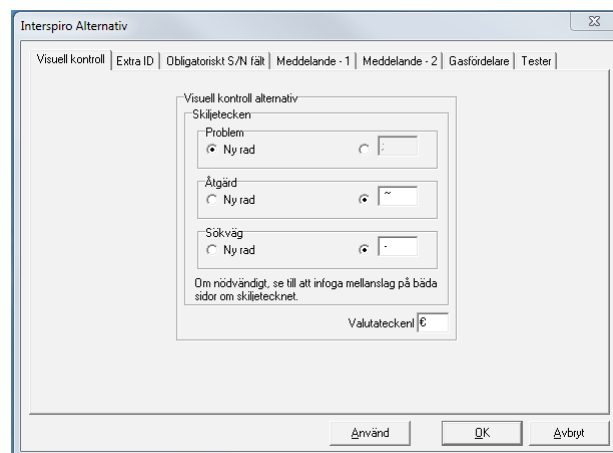 Interspiro Alternativ
Visuell kontroll Extra ID Obligatoriskt S/N fält Meddelande - 1 Meddelande - 2 Gasfördelare Tester
Visuell kontroll alternativ
Skiljetecken
Problem
Ny rad ;
Åtgärd
Ny rad ~
Sökväg
Ny rad -
Om nödvändigt, se till att infoga mellanslag på bäda
sidor om skiljetecknet.
Valutateckenl €
Använd OK Avbryt